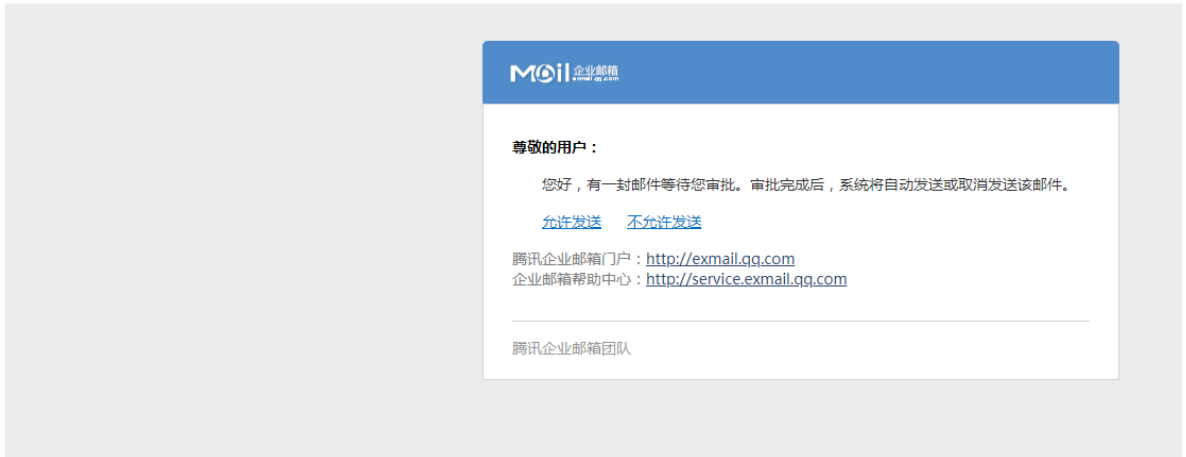 Mail 企业邮箱
exmail.qq.com
尊敬的用户：
您好，有一封邮件等待您审批。审批完成后，系统将自动发送或取消发送该邮件。
允许发送 不允许发送
腾讯企业邮箱门户：http://exmail.qq.com
企业邮箱帮助中心：http://service.exmail.qq.com
腾讯企业邮箱团队